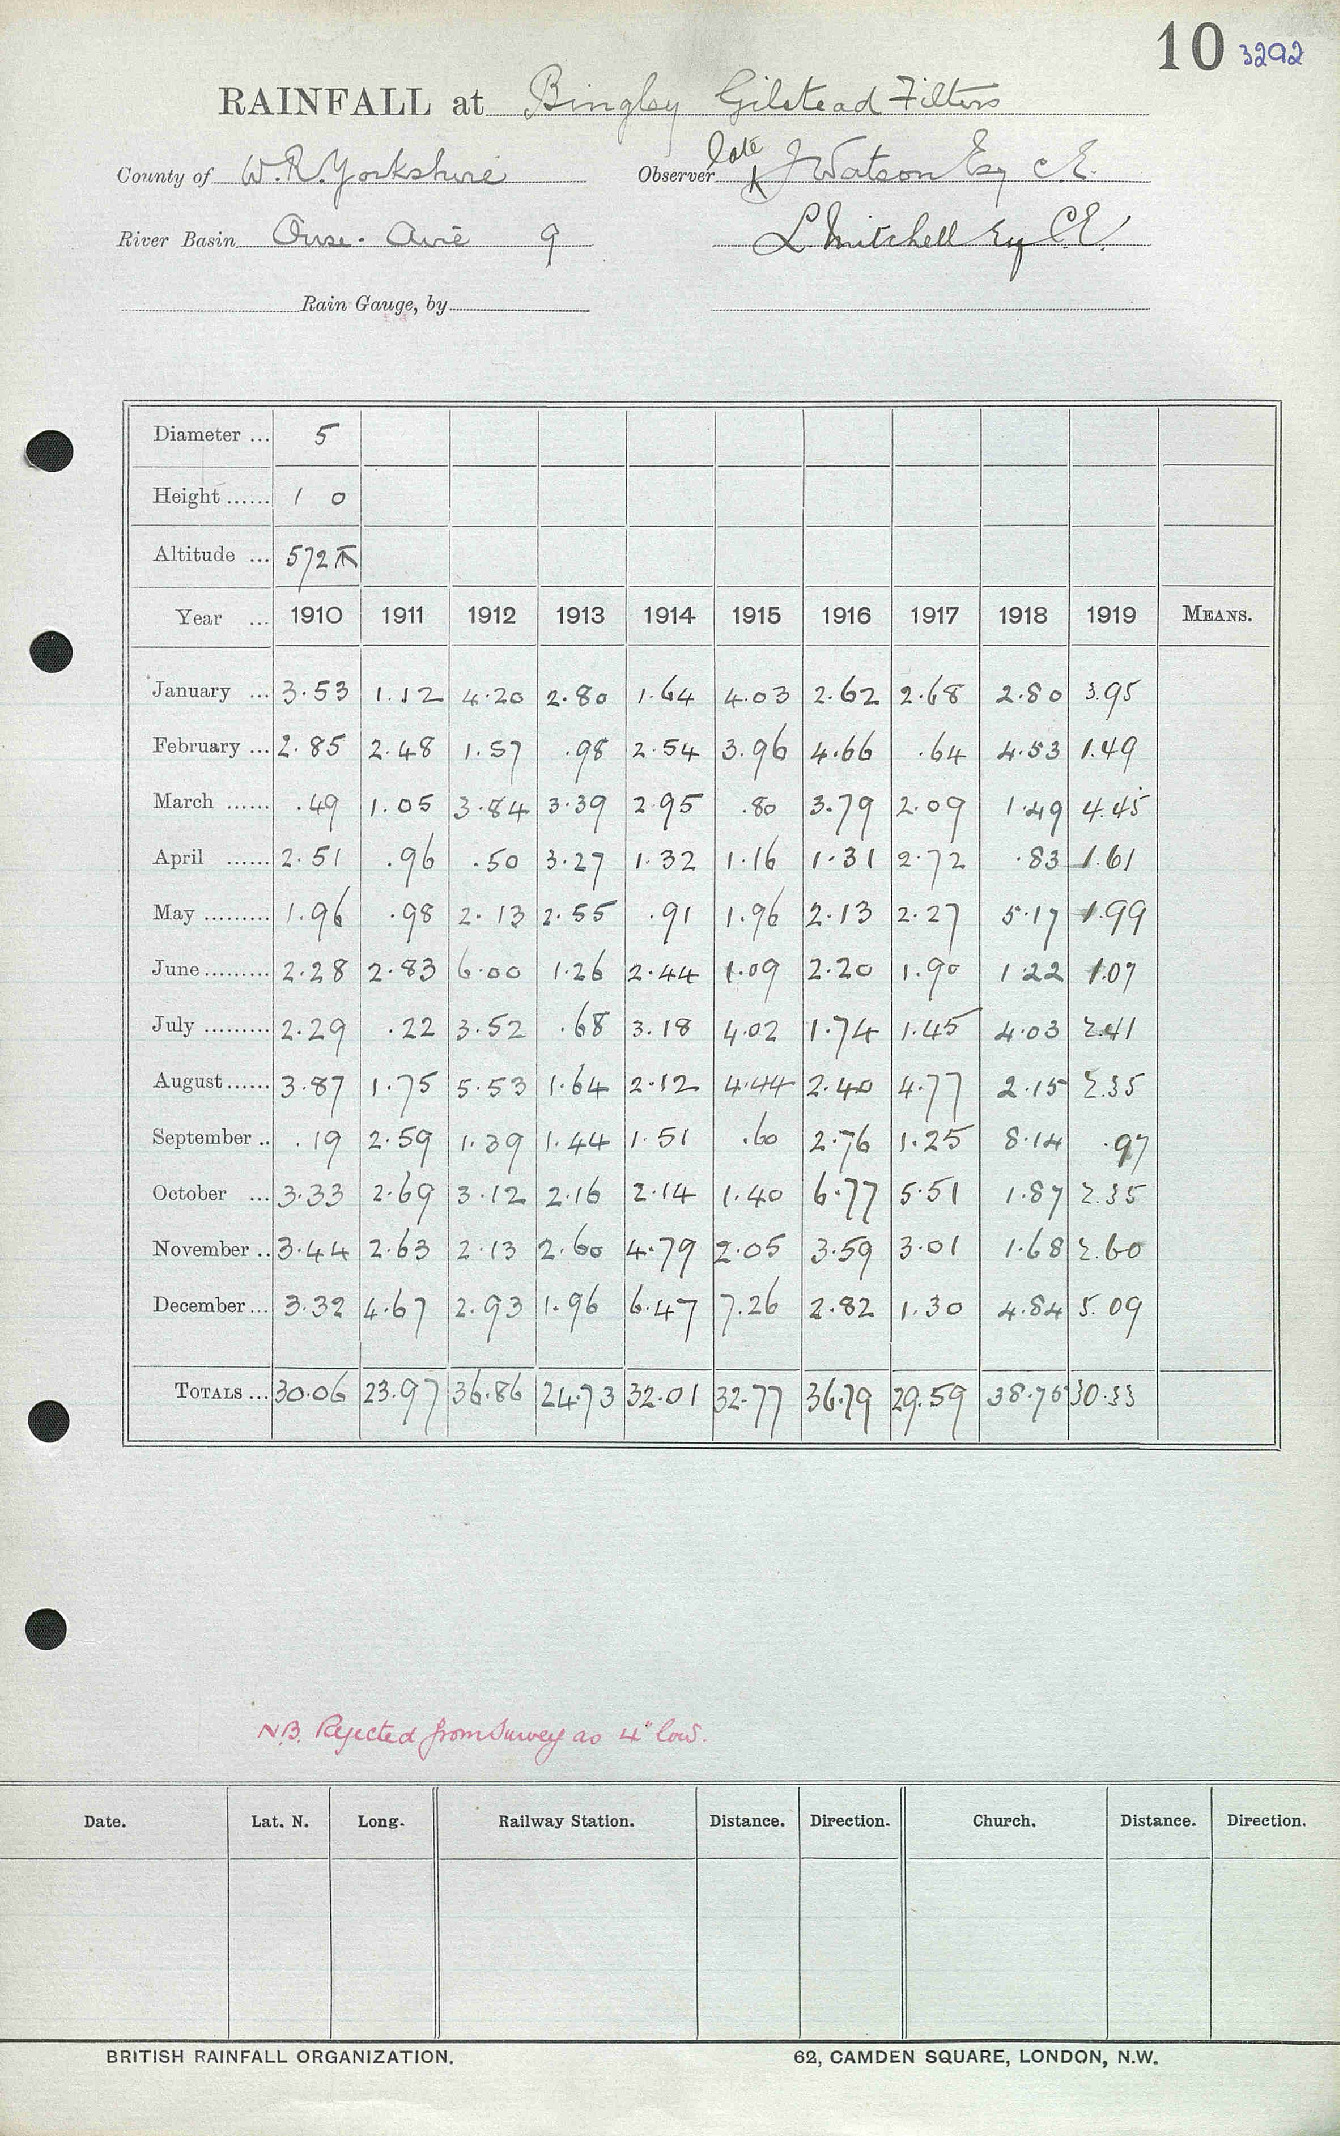 10 3292
RAINFALL at Bingley Gilstead Filters
late
County of W.R. Yorkshire Observer J Watson Esq C.E.
River Basin Ouse. Aire 9 L Mitchell Esq C.E.
Rain Gauge, by
Diameter ... 5
Height ...... 1 0
Altitude ... 572
Year ... 1910 1911 1912 1913 1914 1915 1916 1917 1918 1919 MEANS.
January ... 3.53 1.12 4.20 2.80 1.64 4.03 2.62 2.68 2.80 3.95
February ... 2.85 2.48 1.57 .98 2.54 3.96 4.66 .64 4.53 1.49
March ...... .49 1.05 3.84 3.39 2.95 .80 3.79 2.09 1.49 4.45
April ...... 2.51 .96 .50 3.27 1.32 1.16 1.31 2.72 .83 1.61
May ......... 1.96 .98 2.13 2.55 .91 1.96 2.13 2.27 5.17 1.99
June ......... 2.28 2.83 6.00 1.26 2.44 1.09 2.20 1.90 1 22 1.07
July ......... 2.29 .22 3.52 .68 3.18 4.02 1.74 1.45 4.03 2.41
August ...... 3.87 1.75 5.53 1.64 2.12 4.44 2.40 4.77 2.15 2.35
September .. .19 2.59 1.39 1.44 1.51 .60 2.76 1.25 8.14 .97
October ... 3.33 2.69 3.12 2.16 2.14 1.40 6.77 5.51 1.87 2.35
November .. 3.44 2.63 2.13 2.60 4.79 2.05 3.59 3.01 1.68 2.60
December ... 3.32 4.67 2.93 1.96 6.47 7.26 2.82 1.30 4.84 5.09
TOTALS ... 30.06 23.97 36.86 24.73 32.01 32.77 36.79 29.59 38.75 30.33
N.B. Rejected from Survey as 4" low.
Date. Lat. N. Long. Railway Station. Distance. Direction. Church. Distance. Direction.
BRITISH RAINFALL ORGANIZATION. 62, CAMDEN SQUARE, LONDON, N.W.